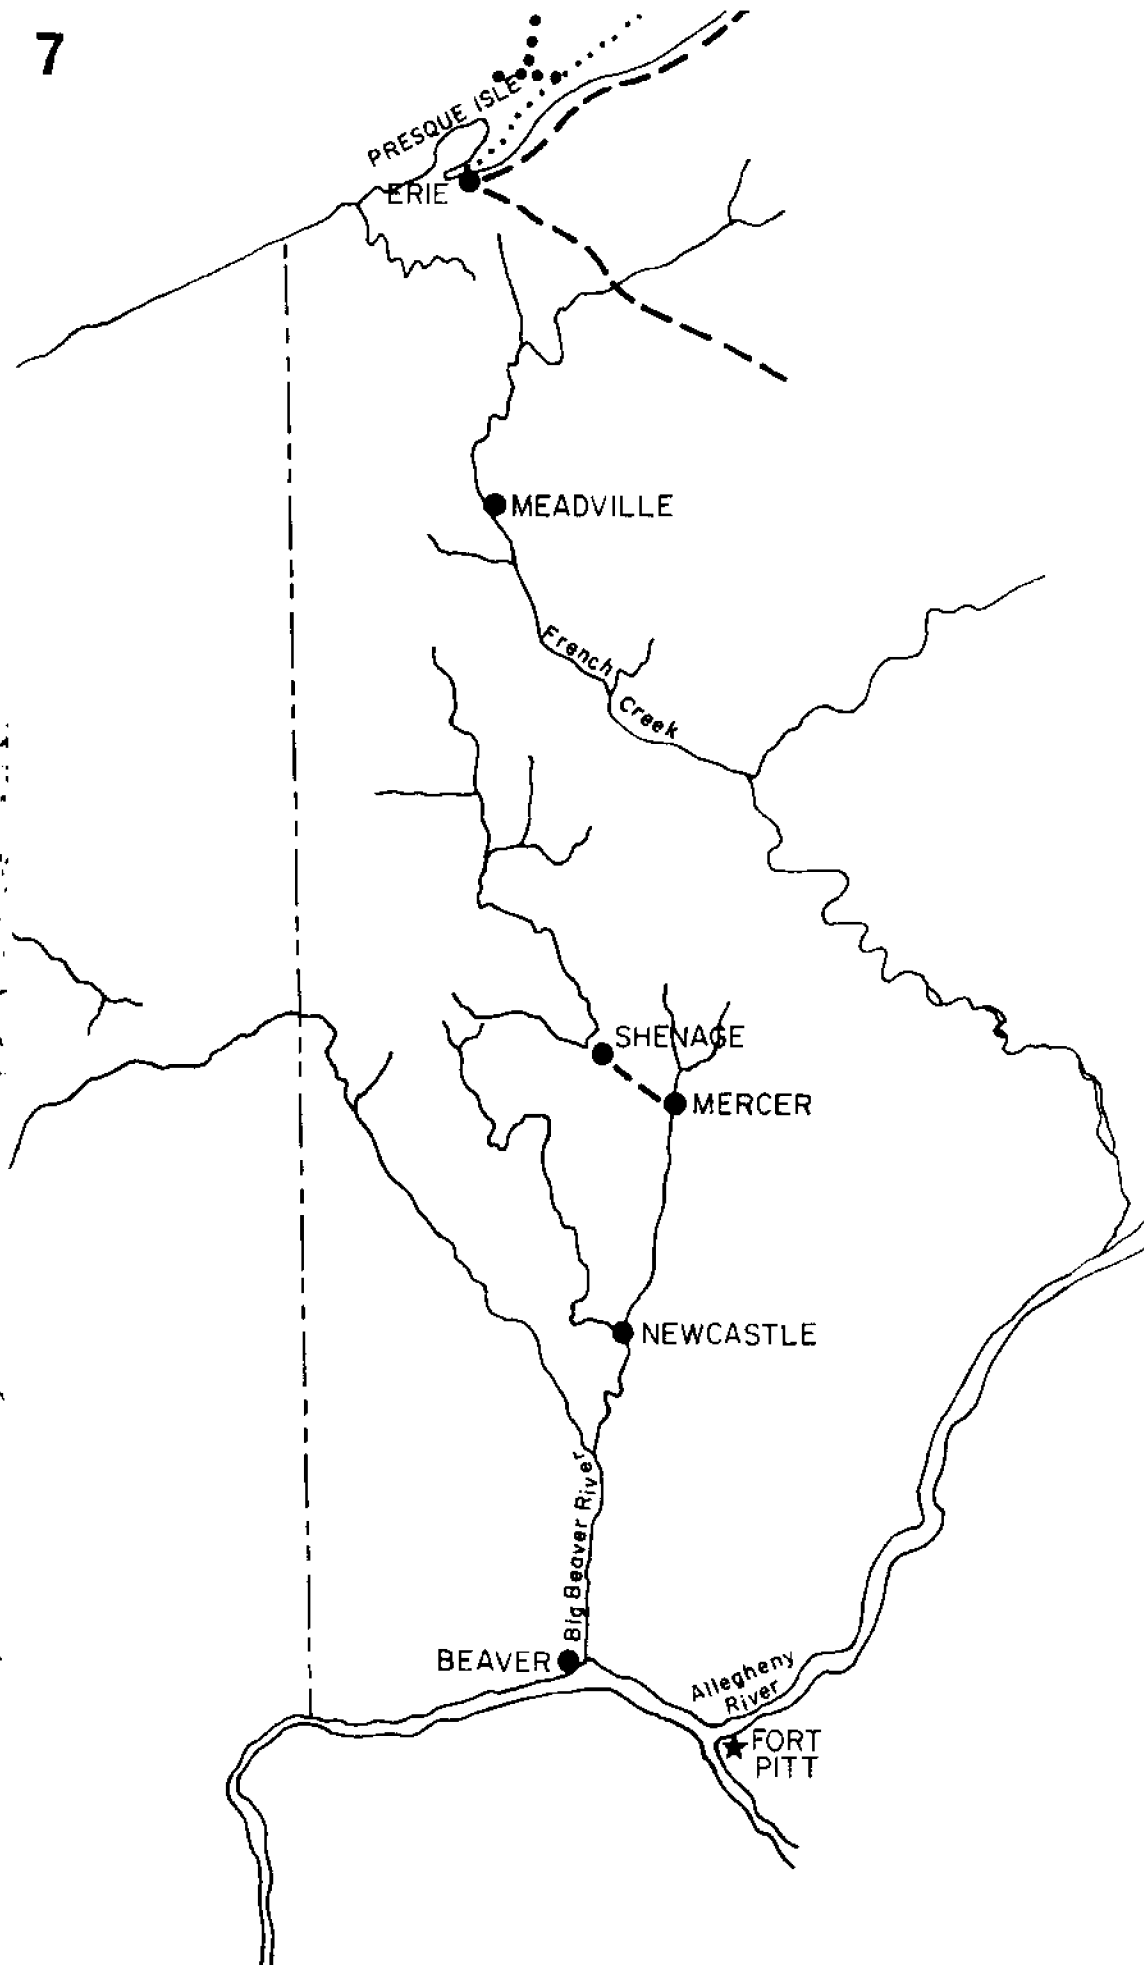 7
PRESQUE ISLE
ERIE
MEADVILLE
French
Creek
SHENAGE
MERCER
NEWCASTLE
Big Beaver River
BEAVER
Allegheny
River
FORT
PITT